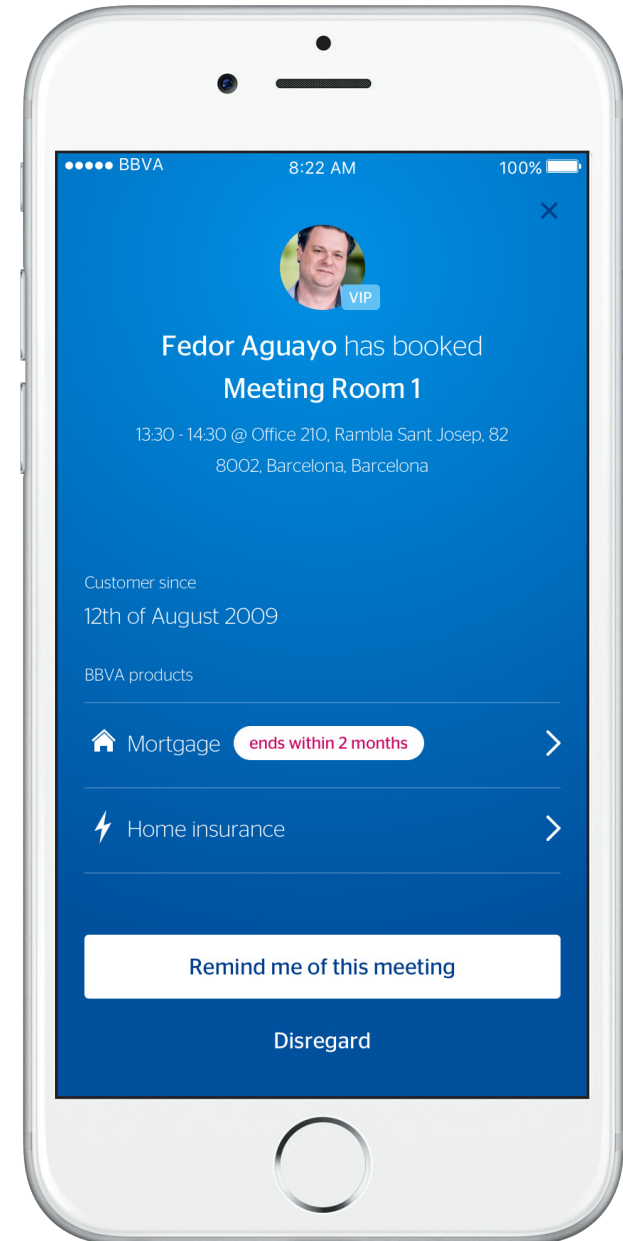 BBVA 8:22 AM 100%
VIP
Fedor Aguayo has booked
Meeting Room 1
13:30 - 14:30 @ Office 210, Rambla Sant Josep, 82
8002, Barcelona, Barcelona
Customer since
12th of August 2009
BBVA products
Mortgage ends within 2 months
Home insurance
Remind me of this meeting
Disregard